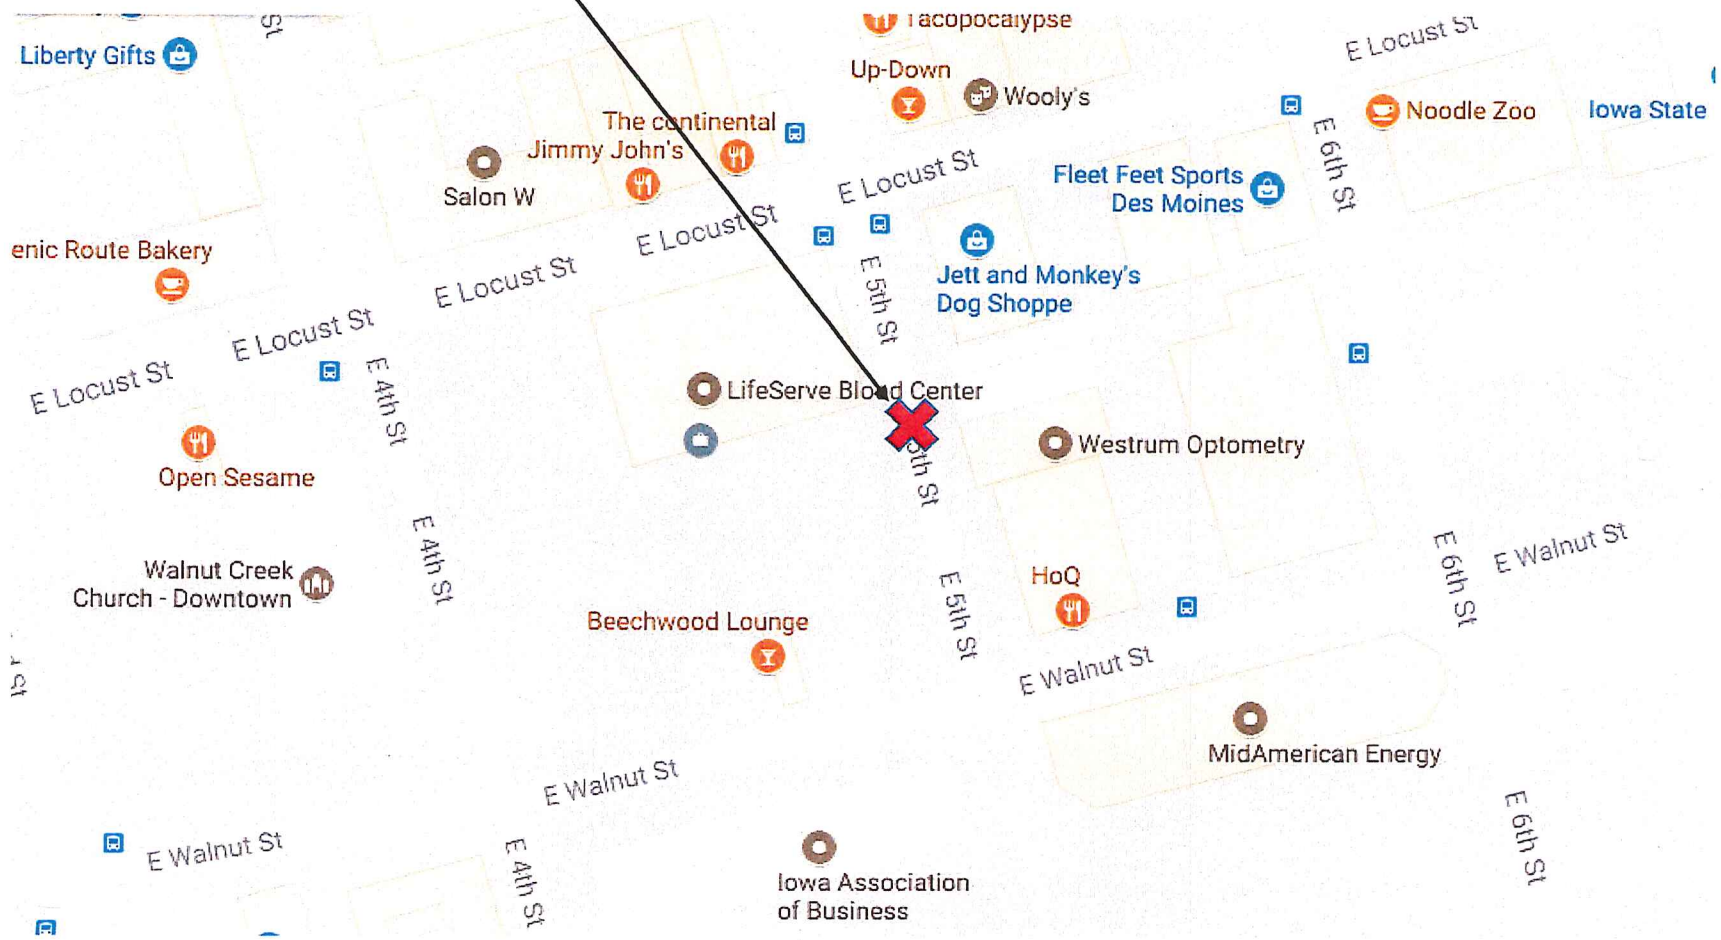 Tacopocalypse
E Locust St
Liberty Gifts
St
Up-Down
Wooly's
Noodle Zoo
Iowa State
The continental
Jimmy John's
E 6th St
Salon W
E Locust St
Fleet Feet Sports
Des Moines
E Locust St
enic Route Bakery
E Locust St
E 5th St
Jett and Monkey's
Dog Shoppe
E Locust St
E Locust St
E 4th St
LifeServe Blood Center
Westrum Optometry
5th St
Open Sesame
E 4th St
E 6th St
E Walnut St
Walnut Creek
Church - Downtown
E 5th St
HoQ
Beechwood Lounge
E Walnut St
St
MidAmerican Energy
E Walnut St
E Walnut St
E 4th St
E 6th St
Iowa Association
of Business